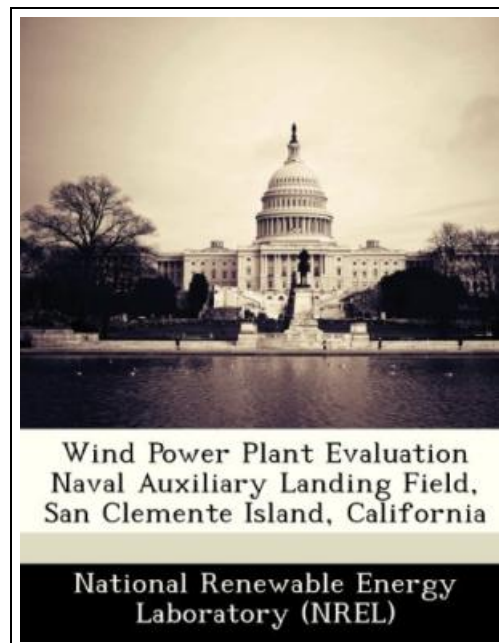 Wind Power Plant Evaluation
Naval Auxiliary Landing Field,
San Clemente Island, California
National Renewable Energy
Laboratory (NREL)